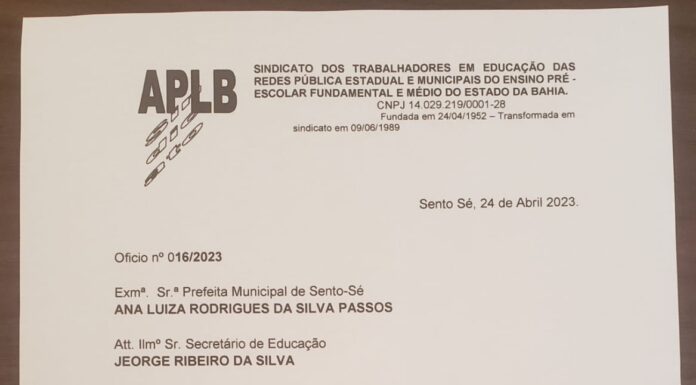 APLB
sindicato
SINDICATO DOS TRABALHADORES EM EDUCAÇÃO DAS
REDES PÚBLICA ESTADUAL E MUNICIPAIS DO ENSINO PRÉ -
ESCOLAR FUNDAMENTAL E MÉDIO DO ESTADO DA BAHIA.
CNPJ 14.029.219/0001-28
Fundada em 24/04/1952 – Transformada em
sindicato em 09/06/1989
Sento Sé, 24 de Abril 2023.
Oficio nº 016/2023
Exmª. Sr.ª Prefeita Municipal de Sento-Sé
ANA LUIZA RODRIGUES DA SILVA PASSOS
Att. Ilmº Sr. Secretário de Educação
JEORGE RIBEIRO DA SILVA